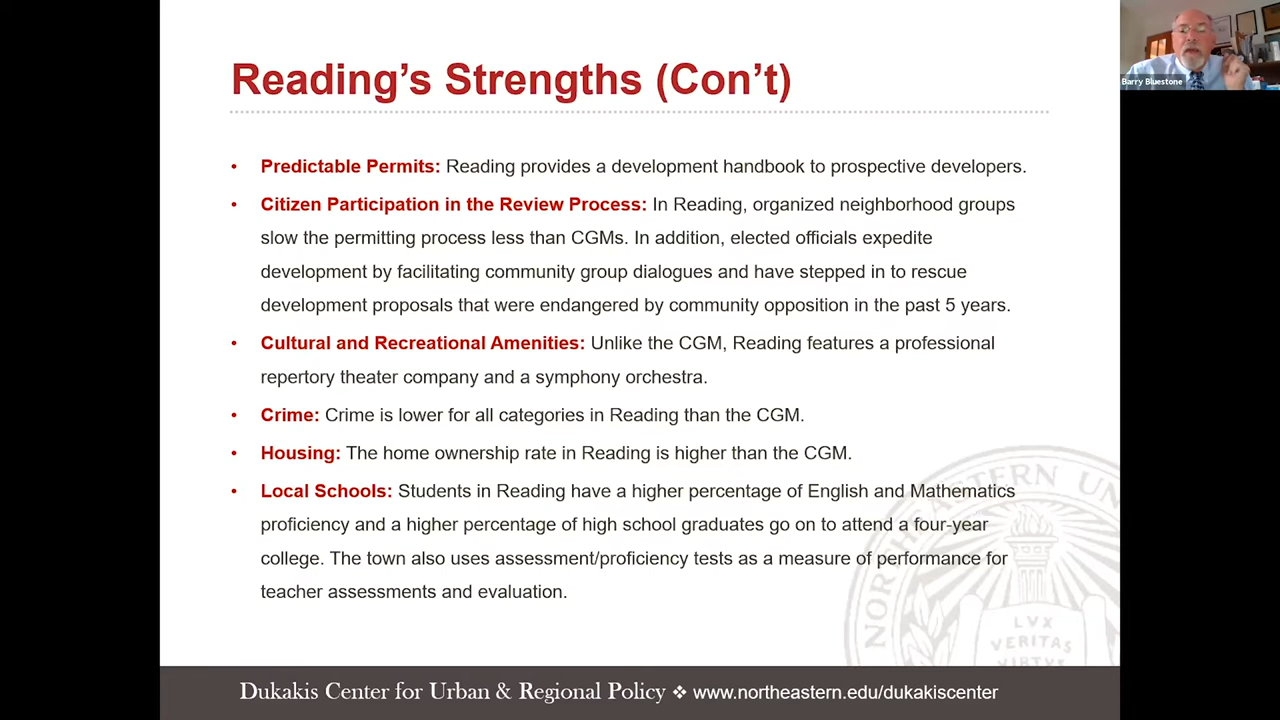 Reading's Strengths (Con't)
Barry Bluestone
• Predictable Permits: Reading provides a development handbook to prospective developers.
• Citizen Participation in the Review Process: In Reading, organized neighborhood groups
slow the permitting process less than CGMs. In addition, elected officials expedite
development by facilitating community group dialogues and have stepped in to rescue
development proposals that were endangered by community opposition in the past 5 years.
• Cultural and Recreational Amenities: Unlike the CGM, Reading features a professional
repertory theater company and a symphony orchestra.
• Crime: Crime is lower for all categories in Reading than the CGM.
• Housing: The home ownership rate in Reading is higher than the CGM.
• Local Schools: Students in Reading have a higher percentage of English and Mathematics
proficiency and a higher percentage of high school graduates go on to attend a four-year
college. The town also uses assessment/proficiency tests as a measure of performance for
teacher assessments and evaluation.
NORTHEASTERN UN
LVX
VERITAS
VIRTVS
Dukakis Center for Urban & Regional Policy ❖ www.northeastern.edu/dukakiscenter